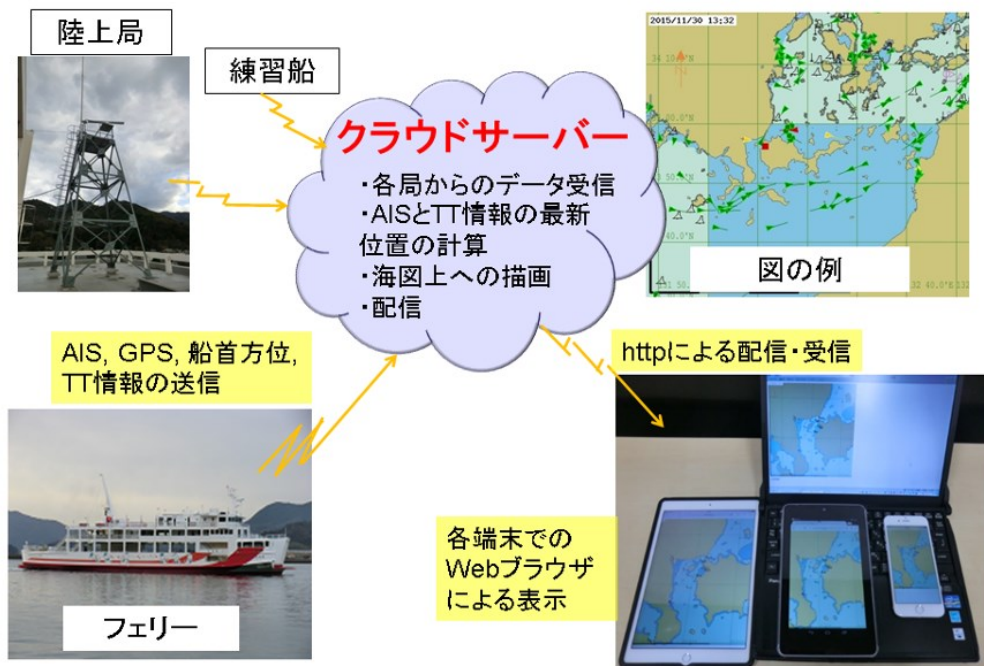 陸上局
練習船
クラウドサーバー
・各局からのデータ受信
・AISとTT情報の最新
位置の計算
・海図上への描画
・配信
2015/11/30 13:32
図の例
AIS, GPS, 船首方位,
TT情報の送信
httpによる配信・受信
フェリー
各端末での
Webブラウザ
による表示